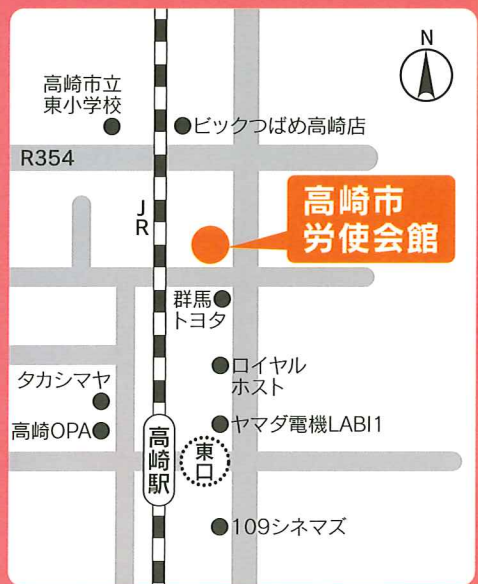 N
高崎市立
東小学校
ビックつばめ高崎店
R354
JR
高崎市
労使会館
群馬
トヨタ
ロイヤル
ホスト
タカシマヤ
高崎OPA
ヤマダ電機LABI1
高崎駅
東口
109シネマズ